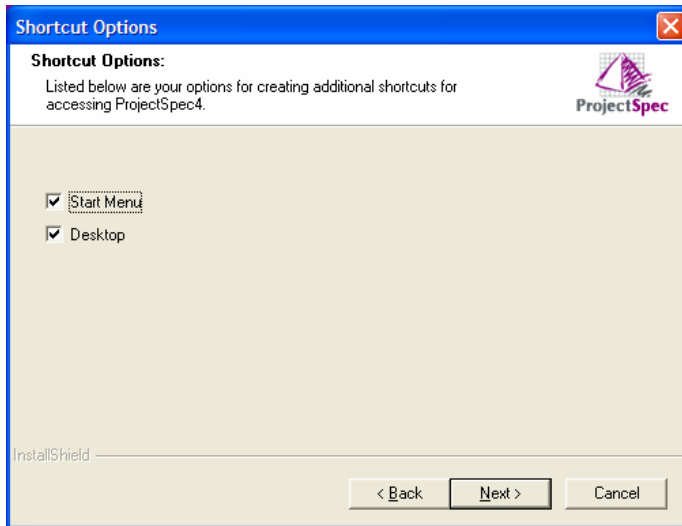 Shortcut Options
Shortcut Options:
Listed below are your options for creating additional shortcuts for
accessing ProjectSpec4.
ProjectSpec
Start Menu
Desktop
InstallShield
< Back
Next >
Cancel